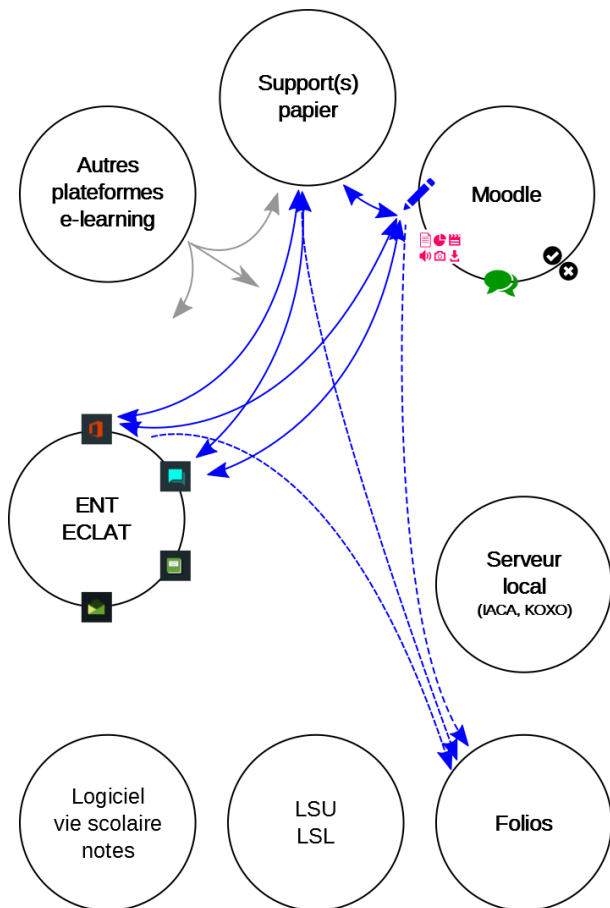 Support(s)
papier
Autres
plateformes
e-learning
Moodle
ENT
ECLAT
Serveur
local
(IACA, KOXO)
Logiciel
vie scolaire
notes
LSU
LSL
Folios